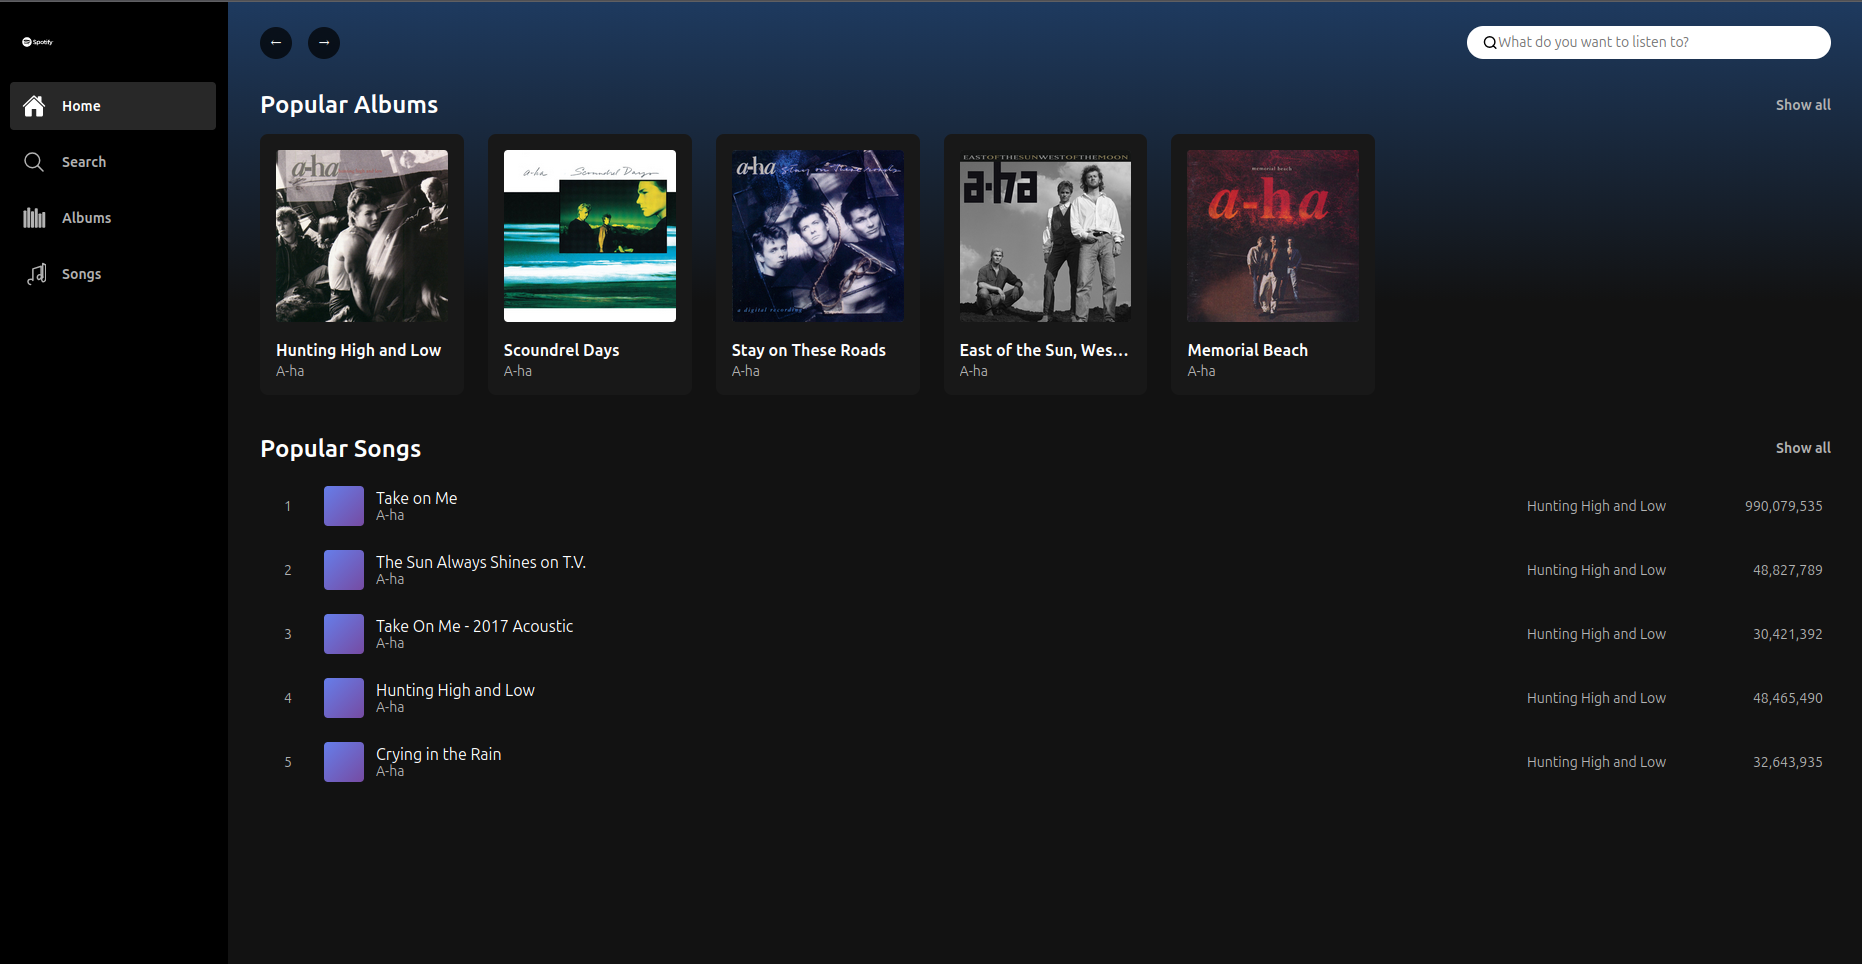 Spotify
Home
Search
Albums
Songs
← →
What do you want to listen to?
Popular Albums
Show all
a-ha
a-ha Scoundrel Days
a-ha stay on these roads
a digital recording
EAST OF THE SUN WEST OF THE MOON
a-ha
memorial beach
a-ha
Hunting High and Low
A-ha
Scoundrel Days
A-ha
Stay on These Roads
A-ha
East of the Sun, Wes...
A-ha
Memorial Beach
A-ha
Popular Songs
Show all
1 Take on Me Hunting High and Low 990,079,535
A-ha
2 The Sun Always Shines on T.V. Hunting High and Low 48,827,789
A-ha
3 Take On Me - 2017 Acoustic Hunting High and Low 30,421,392
A-ha
4 Hunting High and Low Hunting High and Low 48,465,490
A-ha
5 Crying in the Rain Hunting High and Low 32,643,935
A-ha